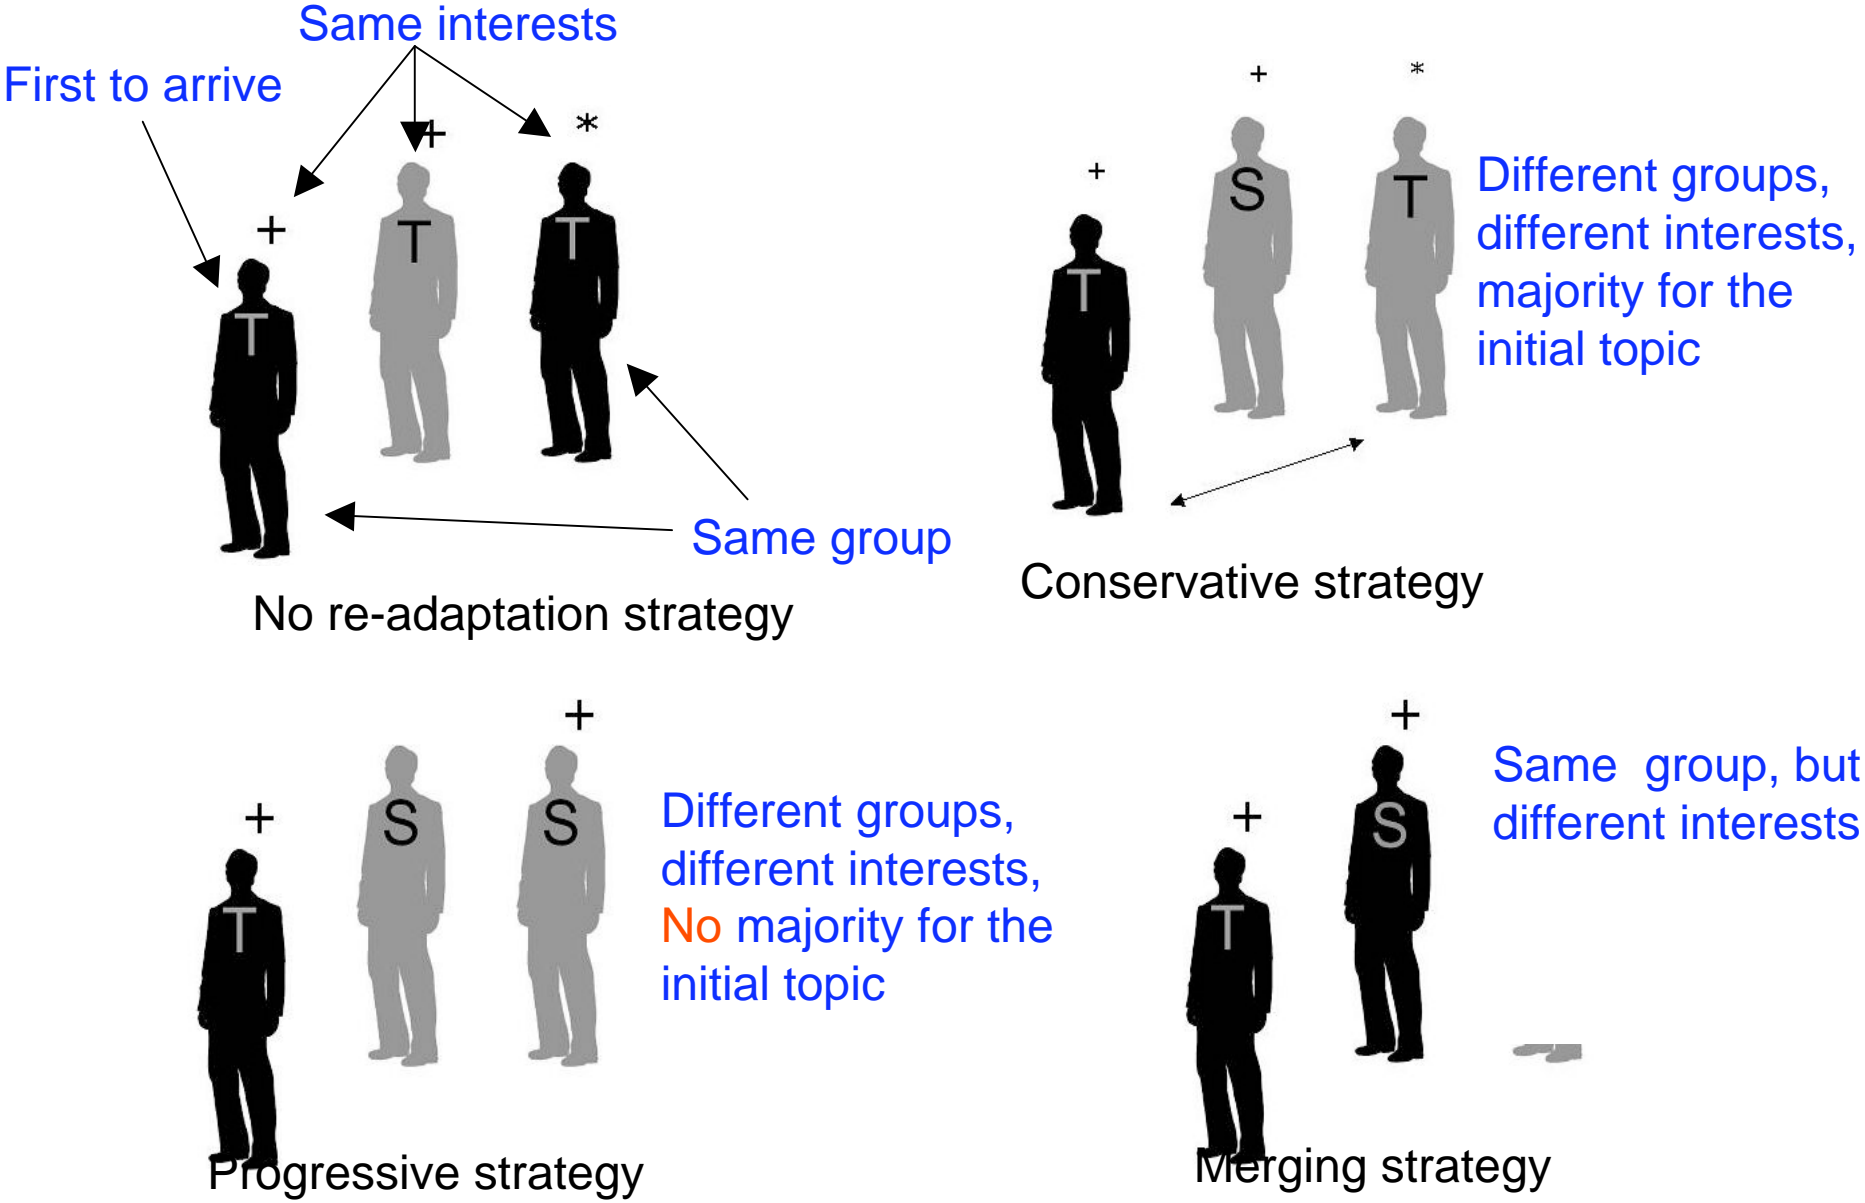 Same interests
First to arrive
+
*
+
T
T
T
Same group
No re-adaptation strategy
+
*
+
S
T
T
Different groups,
different interests,
majority for the
initial topic
Conservative strategy
+
+
S
S
T
Different groups,
different interests,
No majority for the
initial topic
Progressive strategy
+
+
S
T
Same group, but
different interests
Merging strategy